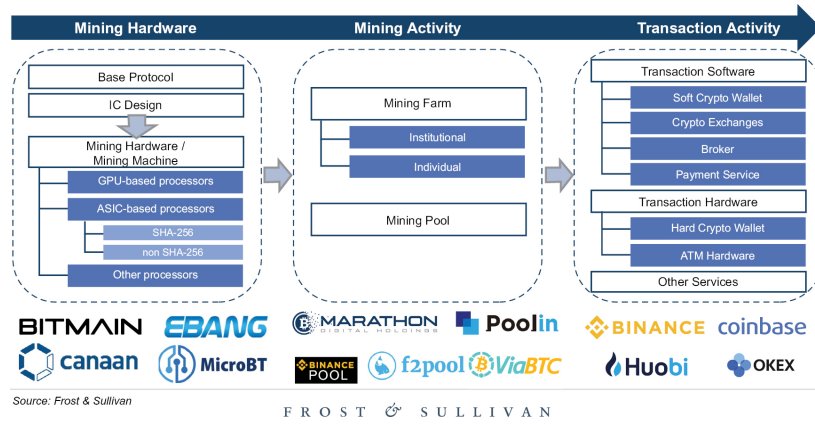 Mining Hardware
Mining Activity
Transaction Activity
Base Protocol
IC Design
Mining Hardware /
Mining Machine
GPU-based processors
ASIC-based processors
SHA-256
non SHA-256
Other processors
Mining Farm
Institutional
Individual
Mining Pool
Transaction Software
Soft Crypto Wallet
Crypto Exchanges
Broker
Payment Service
Transaction Hardware
Hard Crypto Wallet
ATM Hardware
Other Services
BITMAIN
EBANG
canaan
MicroBT
MARATHON
DIGITAL HOLDINGS
Poolin
BINANCE
POOL
f2pool
ViaBTC
BINANCE
coinbase
Huobi
OKEX
Source: Frost & Sullivan
FROST & SULLIVAN